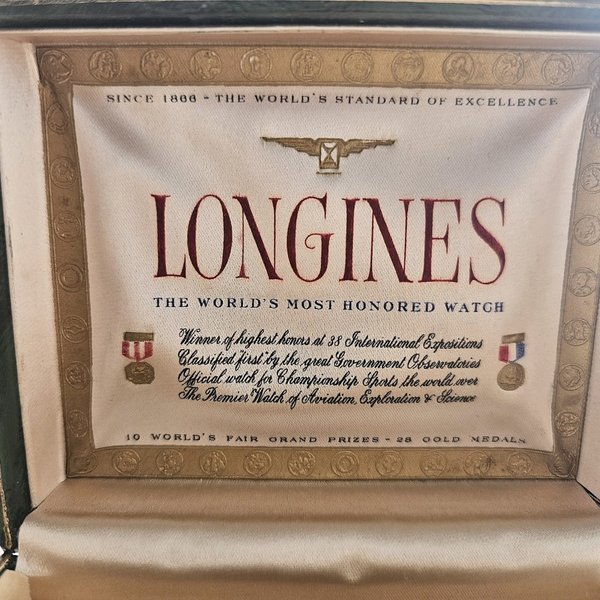 SINCE 1866 - THE WORLD'S STANDARD OF EXCELLENCE
LONGINES
THE WORLD'S MOST HONORED WATCH
Winner of highest honors at 38 International Expositions
Classified first by the great Government Observatories
Official watch for Championship Sports the world over
The Premier Watch of Aviation, Exploration & Science
10 WORLD'S FAIR GRAND PRIZES - 28 GOLD MEDALS